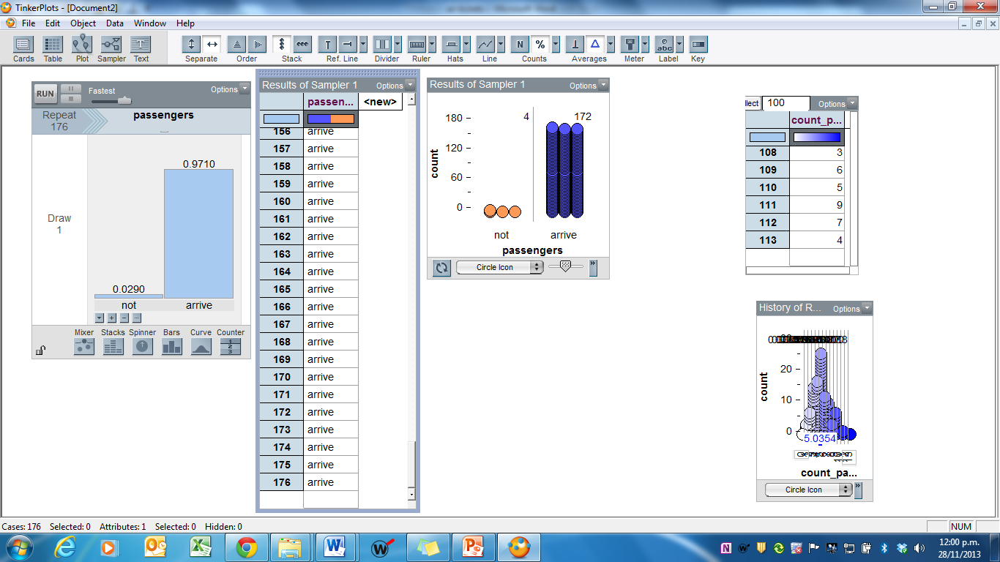 TinkerPlots - [Document2]
File Edit Object Data Window Help
Cards Table Plot Sampler Text Separate Order Stack Ref. Line Divider Ruler Hats Line Counts Averages Meter Label Key
RUN
Fastest
Options
Repeat
176
passengers
Draw
1
0.0290
0.9710
not arrive
Mixer Stacks Spinner Bars Curve Counter
Results of Sampler 1 Options
passen... <new>
156 arrive
157 arrive
158 arrive
159 arrive
160 arrive
161 arrive
162 arrive
163 arrive
164 arrive
165 arrive
166 arrive
167 arrive
168 arrive
169 arrive
170 arrive
171 arrive
172 arrive
173 arrive
174 arrive
175 arrive
176 arrive
Results of Sampler 1 Options
4 172
180
120
60
0
count
not arrive
passengers
Circle Icon
llect 100 Options
count_p...
108 3
109 6
110 5
111 9
112 7
113 4
History of R... Options
20
10
0
count
5.0354
count_pa...
Circle Icon
Cases: 176 Selected: 0 Attributes: 1 Selected: 0 Hidden: 0
NUM
12:00 p.m.
28/11/2013